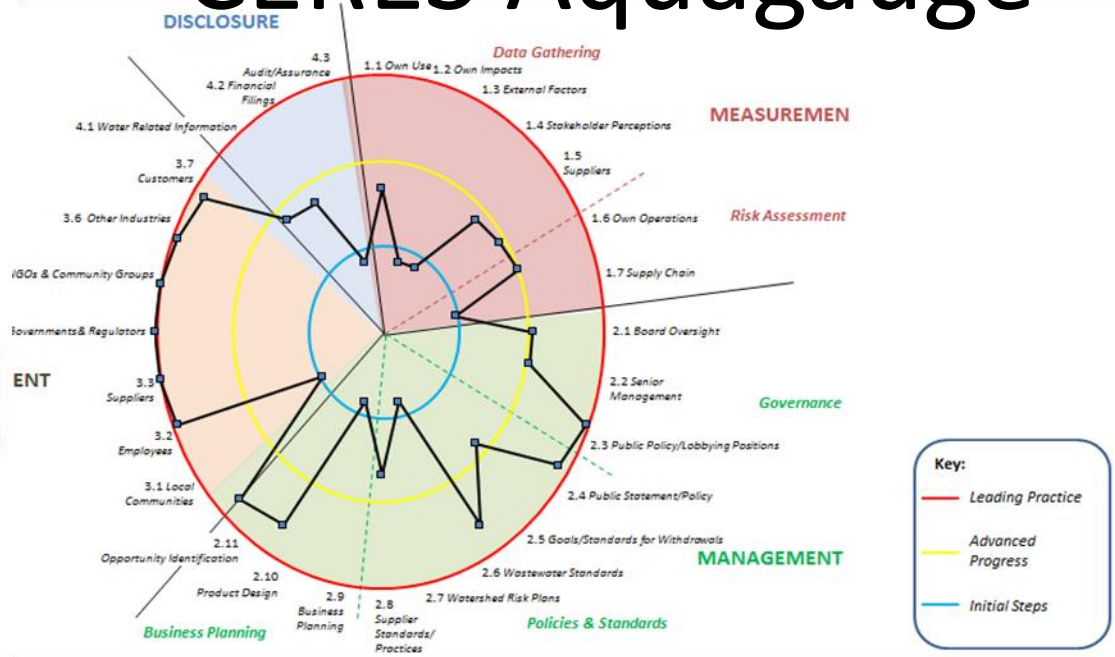 CERES Aquagauge
DISCLOSURE
4.3
Audit/Assurance
4.2 Financial
Filings
4.1 Water Related Information
3.7
Customers
3.6 Other Industries
NGOs & Community Groups
Governments& Regulators
ENT
3.3
Suppliers
3.2
Employees
3.1 Local
Communities
Data Gathering
1.1 Own Use
1.2 Own Impacts
1.3 External Factors
1.4 Stakeholder Perceptions
MEASUREMEN
1.5
Suppliers
1.6 Own Operations
Risk Assessment
1.7 Supply Chain
2.1 Board Oversight
2.2 Senior
Management
Governance
2.3 Public Policy/Lobbying Positions
2.4 Public Statement/Policy
2.5 Goals/Standards for Withdrawals
MANAGEMENT
2.6 Wastewater Standards
2.7 Watershed Risk Plans
Policies & Standards
2.8
Supplier
Standards/
Practices
2.9
Business
Planning
2.10
Product Design
2.11
Opportunity Identification
Business Planning
Key:
Leading Practice
Advanced
Progress
Initial Steps